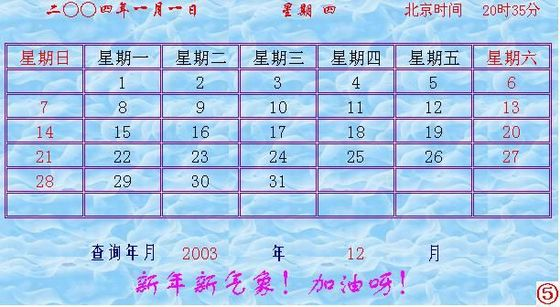 二〇〇四年一月一日 星期 四 北京时间 20时35分
星期日 星期一 星期二 星期三 星期四 星期五 星期六
1 2 3 4 5 6
7 8 9 10 11 12 13
14 15 16 17 18 19 20
21 22 23 24 25 26 27
28 29 30 31
查询年月 2003 年 12 月
新年新气象！加油呀！
⑤